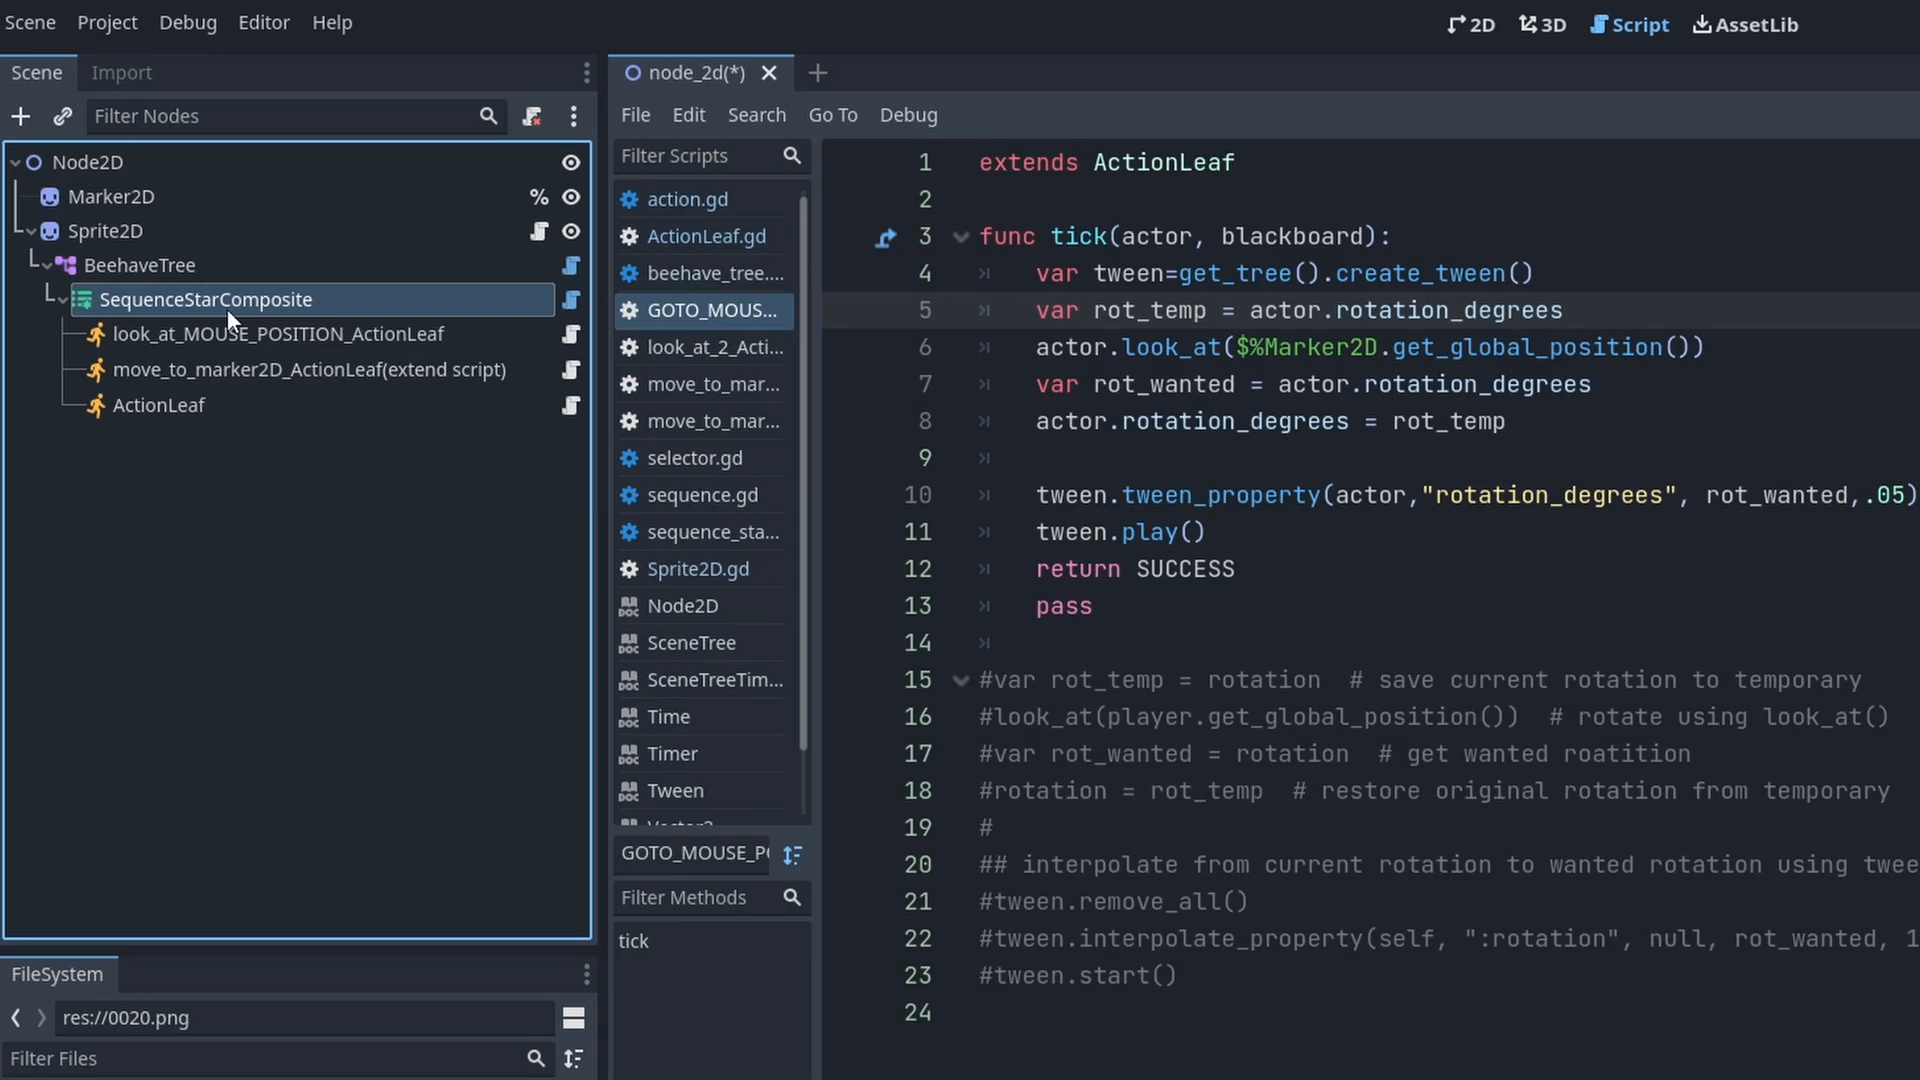 Scene Project Debug Editor Help
2D 3D Script AssetLib
Scene Import
Filter Nodes
Node2D
Marker2D %
Sprite2D
BeehaveTree
SequenceStarComposite
look_at_MOUSE_POSITION_ActionLeaf
move_to_marker2D_ActionLeaf(extend script)
ActionLeaf
FileSystem
res://0020.png
Filter Files
node_2d(*)
File Edit Search Go To Debug
Filter Scripts
action.gd
ActionLeaf.gd
beehave_tree....
GOTO_MOUS...
look_at_2_Acti...
move_to_mar...
move_to_mar...
selector.gd
sequence.gd
sequence_sta...
Sprite2D.gd
Node2D
SceneTree
SceneTreeTim...
Time
Timer
Tween
GOTO_MOUSE_P
Filter Methods
tick
1 extends ActionLeaf
2
3 func tick(actor, blackboard):
4 var tween=get_tree().create_tween()
5 var rot_temp = actor.rotation_degrees
6 actor.look_at($%Marker2D.get_global_position())
7 var rot_wanted = actor.rotation_degrees
8 actor.rotation_degrees = rot_temp
9
10 tween.tween_property(actor,"rotation_degrees", rot_wanted,.05)
11 tween.play()
12 return SUCCESS
13 pass
14
15 #var rot_temp = rotation # save current rotation to temporary
16 #look_at(player.get_global_position()) # rotate using look_at()
17 #var rot_wanted = rotation # get wanted roatition
18 #rotation = rot_temp # restore original rotation from temporary
19 #
20 ## interpolate from current rotation to wanted rotation using twee
21 #tween.remove_all()
22 #tween.interpolate_property(self, ":rotation", null, rot_wanted, 1
23 #tween.start()
24